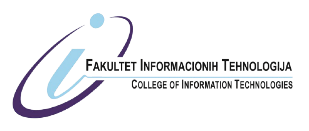 FAKULTET INFORMACIONIH TEHNOLOGIJA
COLLEGE OF INFORMATION TECHNOLOGIES